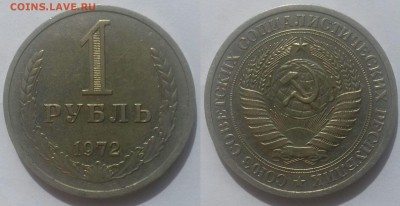 COINS.LAVE.RU
1
РУБЛЬ
1972
СОЮЗ СОВЕТСКИХ СОЦИАЛИСТИЧЕСКИХ РЕСПУБЛИК